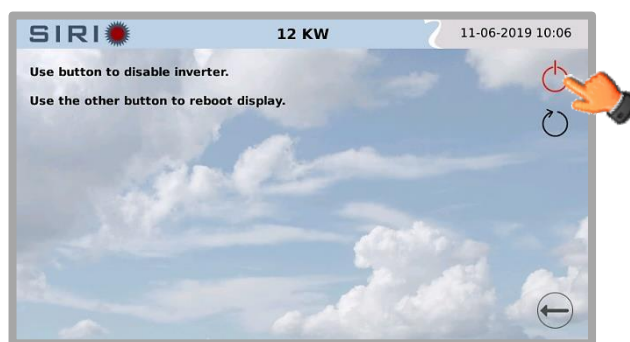 SIRI
12 KW
11-06-2019 10:06
Use button to disable inverter.
Use the other button to reboot display.